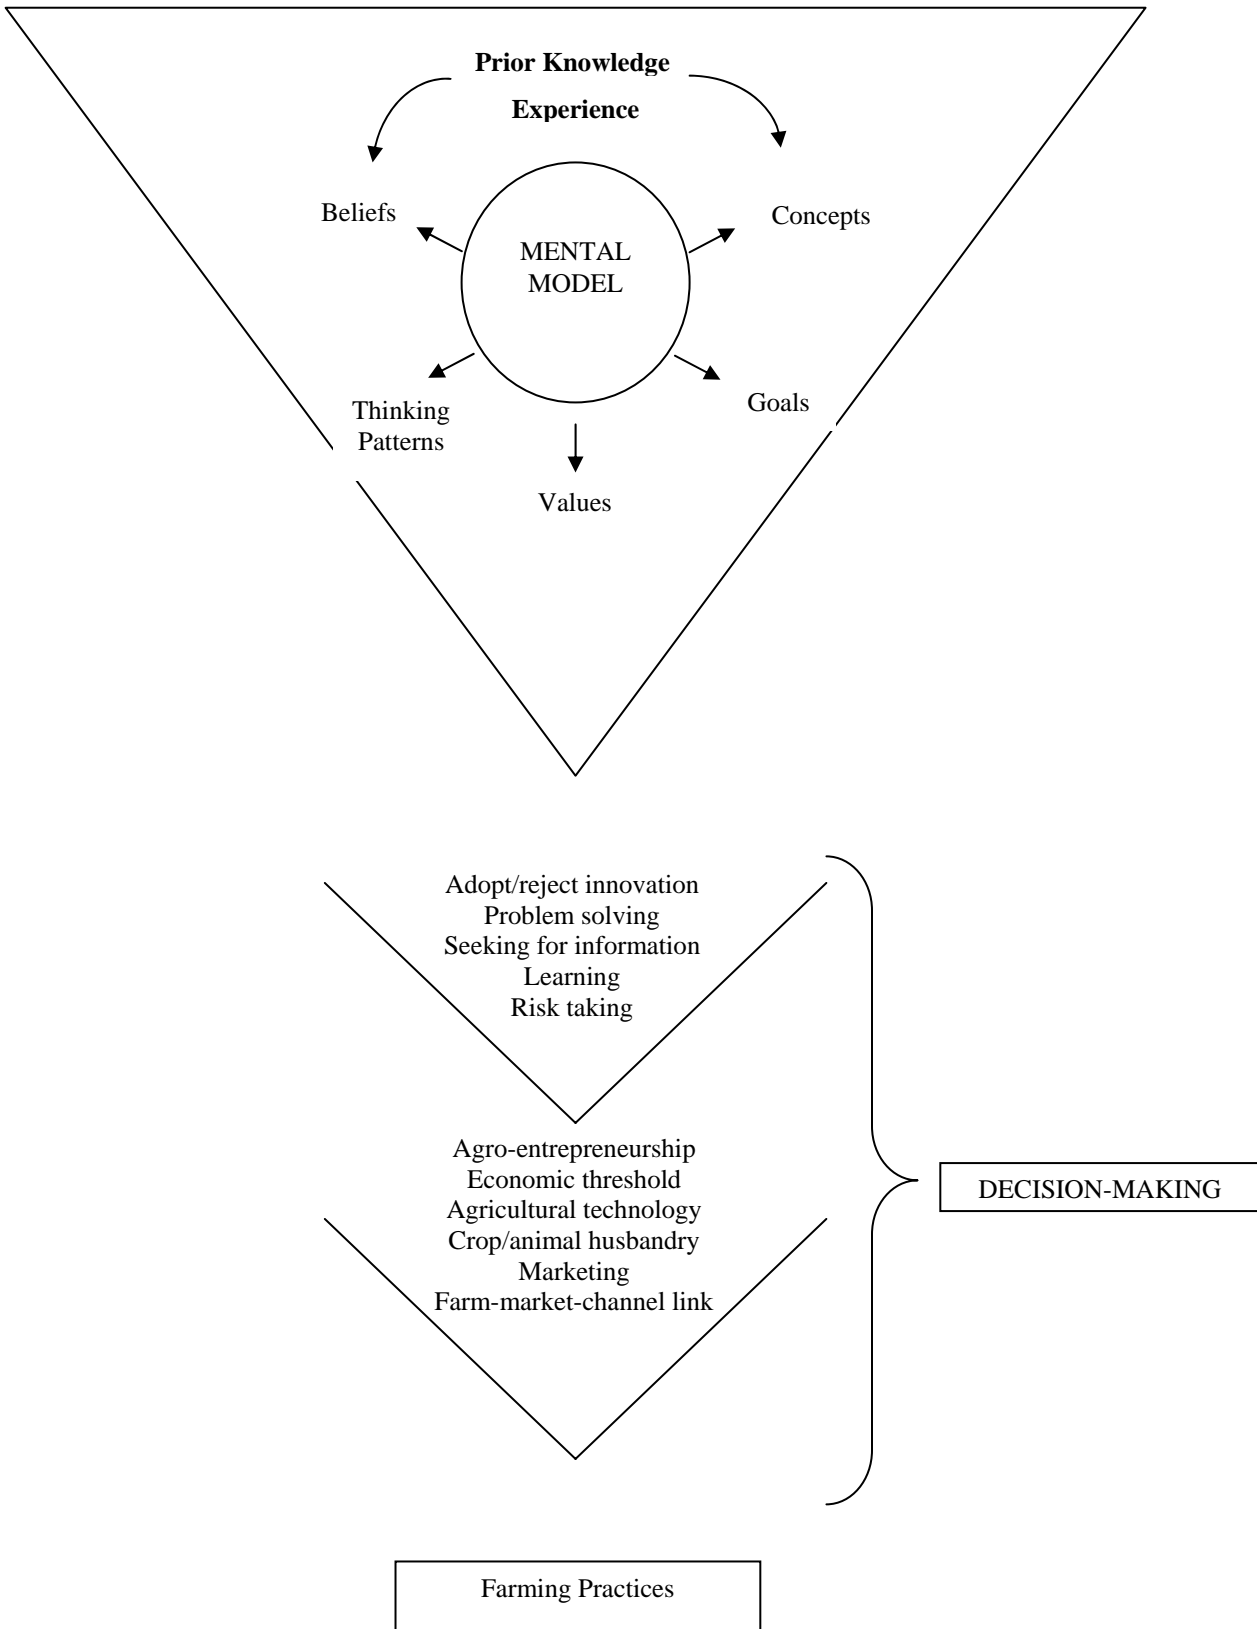 Prior Knowledge
Experience
Beliefs
Concepts
MENTAL
MODEL
Thinking
Patterns
Goals
Values
Adopt/reject innovation
Problem solving
Seeking for information
Learning
Risk taking
Agro-entrepreneurship
Economic threshold
Agricultural technology
Crop/animal husbandry
Marketing
Farm-market-channel link
DECISION-MAKING
Farming Practices